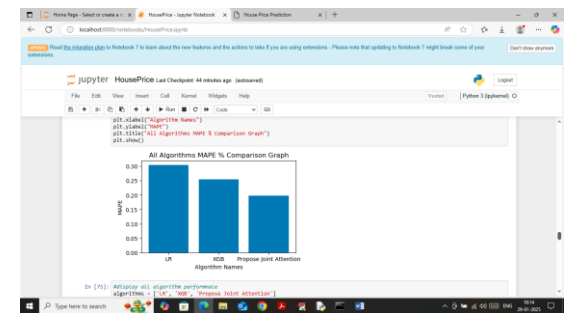 Home Page - Select or create a n
HousePrice - Jupyter Notebook
House Price Prediction
localhost:8888/notebooks/HousePrice.ipynb
UPDATE Read the migration plan to Notebook 7 to learn about the new features and the actions to take if you are using extensions - Please note that updating to Notebook 7 might break some of your extensions.
Don't show anymore
jupyter HousePrice Last Checkpoint: 44 minutes ago (autosaved)
Logout
File Edit View Insert Cell Kernel Widgets Help
Trusted
Python 3 (ipykernel)
Run
Code
plt.xlabel("Algorithm Names")
plt.ylabel("MAPE")
plt.title("All Algorithms MAPE % Comparison Graph")
plt.show()
All Algorithms MAPE % Comparison Graph
0.30
0.25
0.20
0.15
0.10
0.05
0.00
MAPE
LR XGB Propose Joint Attention
Algorithm Names
In [75]: #display all algorithm performnace
algorithms = ['LR', 'XGB', 'Propose Joint Attention']
Type here to search
ENG
18:14
28-01-2025